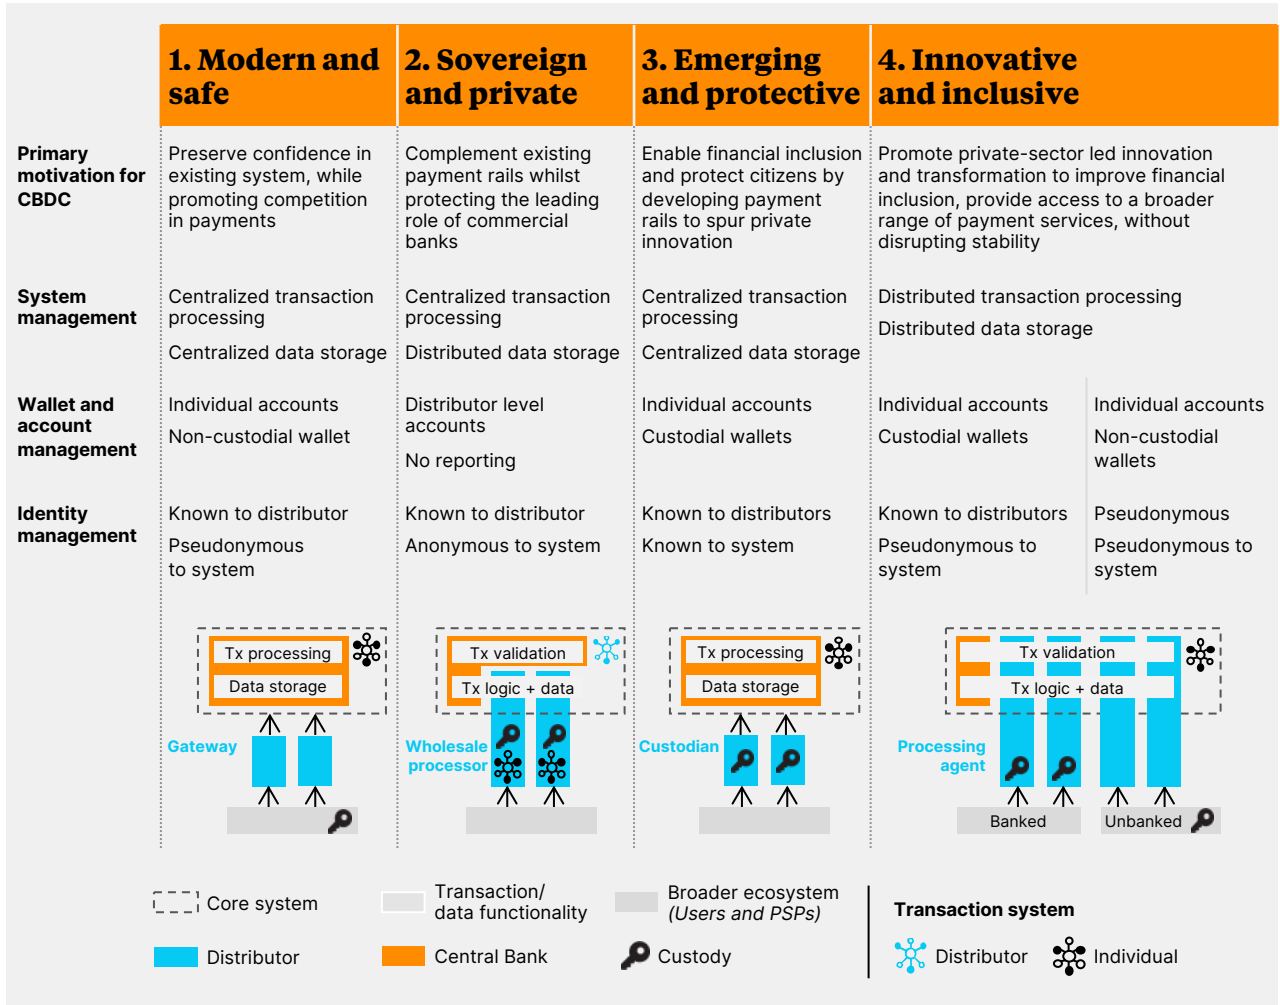 1. Modern and
safe
2. Sovereign
and private
3. Emerging
and protective
4. Innovative
and inclusive
Primary
motivation for
CBDC
Preserve confidence in
existing system, while
promoting competition
in payments
Complement existing
payment rails whilst
protecting the leading
role of commercial
banks
Enable financial inclusion
and protect citizens by
developing payment
rails to spur private
innovation
Promote private-sector led innovation
and transformation to improve financial
inclusion, provide access to a broader
range of payment services, without
disrupting stability
System
management
Centralized transaction
processing
Centralized data storage
Centralized transaction
processing
Distributed data storage
Centralized transaction
processing
Centralized data storage
Distributed transaction processing
Distributed data storage
Wallet and
account
management
Individual accounts
Non-custodial wallet
Distributor level
accounts
No reporting
Individual accounts
Custodial wallets
Individual accounts
Custodial wallets
Individual accounts
Non-custodial
wallets
Identity
management
Known to distributor
Pseudonymous
to system
Known to distributor
Anonymous to system
Known to distributors
Known to system
Known to distributors
Pseudonymous to
system
Pseudonymous
Pseudonymous to
system
Tx processing
Data storage
Gateway
Tx validation
Tx logic + data
Wholesale
processor
Tx processing
Data storage
Custodian
Tx validation
Tx logic + data
Processing
agent
Banked
Unbanked
Core system
Transaction/
data functionality
Broader ecosystem
(Users and PSPs)
Distributor
Central Bank
Custody
Transaction system
Distributor
Individual